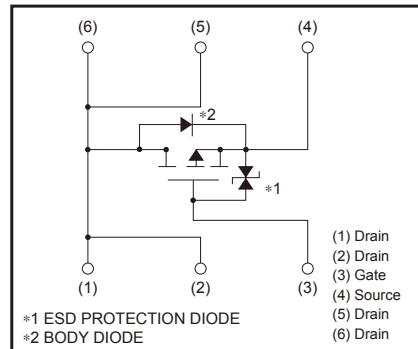 (6) (5) (4)
∗2
∗1
(1) (2) (3)
(1) Drain
(2) Drain
(3) Gate
(4) Source
(5) Drain
(6) Drain
∗1 ESD PROTECTION DIODE
∗2 BODY DIODE